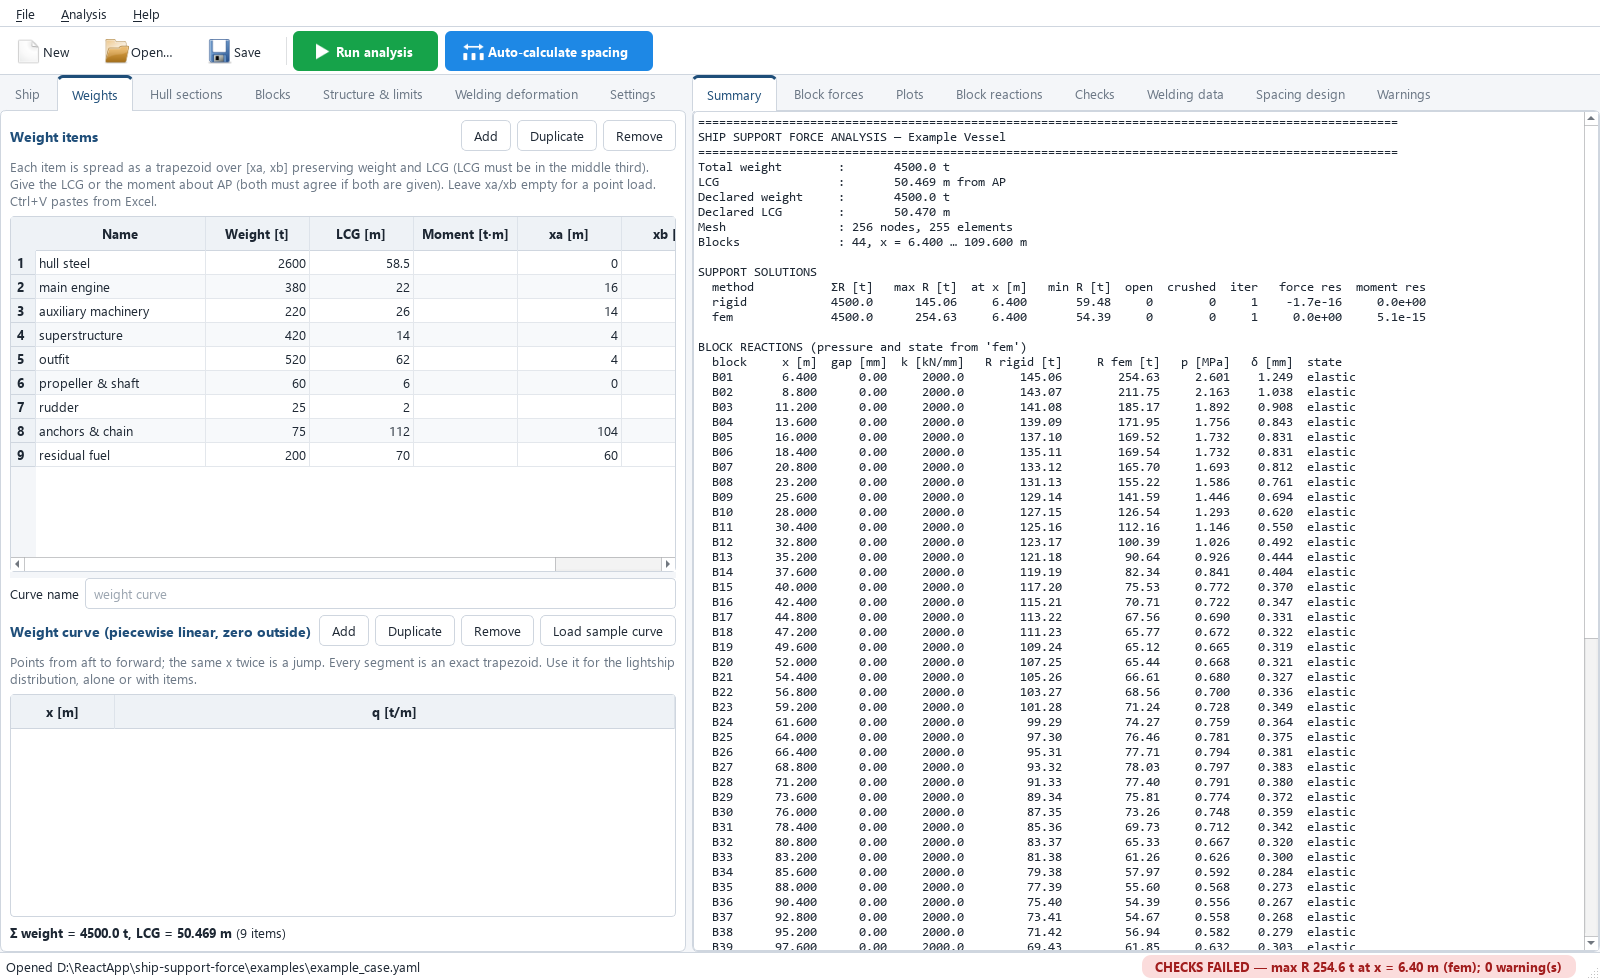 File Analysis Help
New Open... Save Run analysis Auto-calculate spacing
Ship Weights Hull sections Blocks Structure & limits Welding deformation Settings
Weight items Add Duplicate Remove
Each item is spread as a trapezoid over [xa, xb] preserving weight and LCG (LCG must be in the middle third).
Give the LCG or the moment about AP (both must agree if both are given). Leave xa/xb empty for a point load.
Ctrl+V pastes from Excel.
Name Weight [t] LCG [m] Moment [t·m] xa [m] xb [
1 hull steel 2600 58.5 0
2 main engine 380 22 16
3 auxiliary machinery 220 26 14
4 superstructure 420 14 4
5 outfit 520 62 4
6 propeller & shaft 60 6 0
7 rudder 25 2
8 anchors & chain 75 112 104
9 residual fuel 200 70 60
Curve name weight curve
Weight curve (piecewise linear, zero outside) Add Duplicate Remove Load sample curve
Points from aft to forward; the same x twice is a jump. Every segment is an exact trapezoid. Use it for the lightship
distribution, alone or with items.
x [m] q [t/m]
Σ weight = 4500.0 t, LCG = 50.469 m (9 items)
Summary Block forces Plots Block reactions Checks Welding data Spacing design Warnings
====================================================================================================
SHIP SUPPORT FORCE ANALYSIS — Example Vessel
====================================================================================================
Total weight : 4500.0 t
LCG : 50.469 m from AP
Declared weight : 4500.0 t
Declared LCG : 50.470 m
Mesh : 256 nodes, 255 elements
Blocks : 44, x = 6.400 … 109.600 m
SUPPORT SOLUTIONS
method ΣR [t] max R [t] at x [m] min R [t] open crushed iter force res moment res
rigid 4500.0 145.06 6.400 59.48 0 0 1 -1.7e-16 0.0e+00
fem 4500.0 254.63 6.400 54.39 0 0 1 0.0e+00 5.1e-15
BLOCK REACTIONS (pressure and state from 'fem')
block x [m] gap [mm] k [kN/mm] R rigid [t] R fem [t] p [MPa] δ [mm] state
B01 6.400 0.00 2000.0 145.06 254.63 2.601 1.249 elastic
B02 8.800 0.00 2000.0 143.07 211.75 2.163 1.038 elastic
B03 11.200 0.00 2000.0 141.08 185.17 1.892 0.908 elastic
B04 13.600 0.00 2000.0 139.09 171.95 1.756 0.843 elastic
B05 16.000 0.00 2000.0 137.10 169.52 1.732 0.831 elastic
B06 18.400 0.00 2000.0 135.11 169.54 1.732 0.831 elastic
B07 20.800 0.00 2000.0 133.12 165.70 1.693 0.812 elastic
B08 23.200 0.00 2000.0 131.13 155.22 1.586 0.761 elastic
B09 25.600 0.00 2000.0 129.14 141.59 1.446 0.694 elastic
B10 28.000 0.00 2000.0 127.15 126.54 1.293 0.620 elastic
B11 30.400 0.00 2000.0 125.16 112.16 1.146 0.550 elastic
B12 32.800 0.00 2000.0 123.17 100.39 1.026 0.492 elastic
B13 35.200 0.00 2000.0 121.18 90.64 0.926 0.444 elastic
B14 37.600 0.00 2000.0 119.19 82.34 0.841 0.404 elastic
B15 40.000 0.00 2000.0 117.20 75.53 0.772 0.370 elastic
B16 42.400 0.00 2000.0 115.21 70.71 0.722 0.347 elastic
B17 44.800 0.00 2000.0 113.22 67.56 0.690 0.331 elastic
B18 47.200 0.00 2000.0 111.23 65.77 0.672 0.322 elastic
B19 49.600 0.00 2000.0 109.24 65.12 0.665 0.319 elastic
B20 52.000 0.00 2000.0 107.25 65.44 0.668 0.321 elastic
B21 54.400 0.00 2000.0 105.26 66.61 0.680 0.327 elastic
B22 56.800 0.00 2000.0 103.27 68.56 0.700 0.336 elastic
B23 59.200 0.00 2000.0 101.28 71.24 0.728 0.349 elastic
B24 61.600 0.00 2000.0 99.29 74.27 0.759 0.364 elastic
B25 64.000 0.00 2000.0 97.30 76.46 0.781 0.375 elastic
B26 66.400 0.00 2000.0 95.31 77.71 0.794 0.381 elastic
B27 68.800 0.00 2000.0 93.32 78.03 0.797 0.383 elastic
B28 71.200 0.00 2000.0 91.33 77.40 0.791 0.380 elastic
B29 73.600 0.00 2000.0 89.34 75.81 0.774 0.372 elastic
B30 76.000 0.00 2000.0 87.35 73.26 0.748 0.359 elastic
B31 78.400 0.00 2000.0 85.36 69.73 0.712 0.342 elastic
B32 80.800 0.00 2000.0 83.37 65.33 0.667 0.320 elastic
B33 83.200 0.00 2000.0 81.38 61.26 0.626 0.300 elastic
B34 85.600 0.00 2000.0 79.38 57.97 0.592 0.284 elastic
B35 88.000 0.00 2000.0 77.39 55.60 0.568 0.273 elastic
B36 90.400 0.00 2000.0 75.40 54.39 0.556 0.267 elastic
B37 92.800 0.00 2000.0 73.41 54.67 0.558 0.268 elastic
B38 95.200 0.00 2000.0 71.42 56.94 0.582 0.279 elastic
B39 97.600 0.00 2000.0 69.43 61.85 0.632 0.303 elastic
Opened D:\ReactApp\ship-support-force\examples\example_case.yaml
CHECKS FAILED — max R 254.6 t at x = 6.40 m (fem); 0 warning(s)